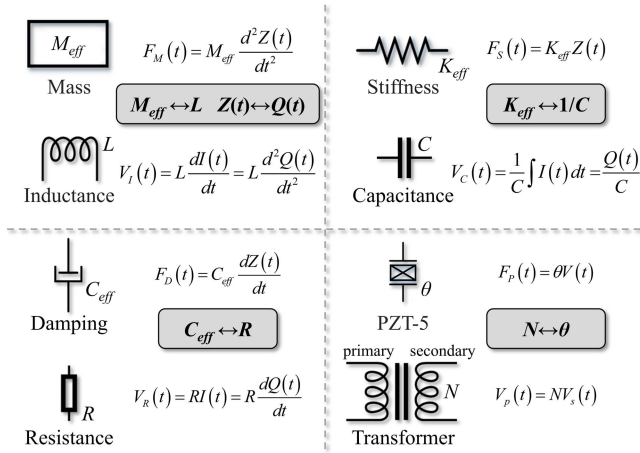 M_eff
F_M(t) = M_eff d²Z(t)/dt²
Mass
M_eff↔L Z(t)↔Q(t)
L
V_I(t) = L dI(t)/dt = L d²Q(t)/dt²
Inductance
K_eff
F_S(t) = K_eff Z(t)
Stiffness
K_eff↔1/C
C
V_C(t) = 1/C ∫ I(t) dt = Q(t)/C
Capacitance
C_eff
F_D(t) = C_eff dZ(t)/dt
Damping
C_eff↔R
R
V_R(t) = RI(t) = R dQ(t)/dt
Resistance
θ
F_P(t) = θV(t)
PZT-5
N↔θ
primary secondary
N
V_p(t) = NV_s(t)
Transformer